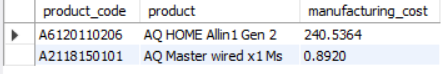 product_code product manufacturing_cost
A6120110206 AQ HOME Allin1 Gen 2 240.5364
A2118150101 AQ Master wired x1 Ms 0.8920